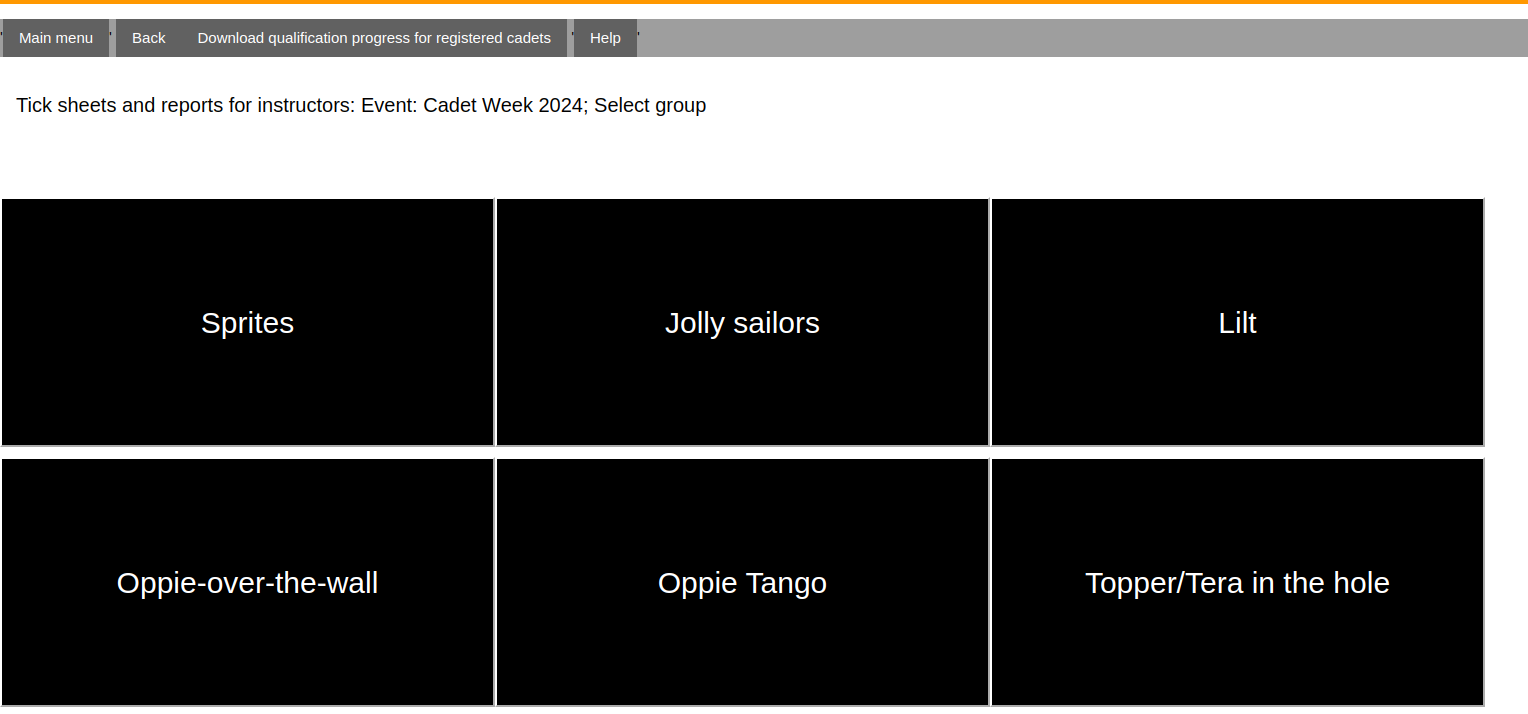 ' Main menu ' Back Download qualification progress for registered cadets ' Help '
Tick sheets and reports for instructors: Event: Cadet Week 2024; Select group
Sprites Jolly sailors Lilt
Oppie-over-the-wall Oppie Tango Topper/Tera in the hole